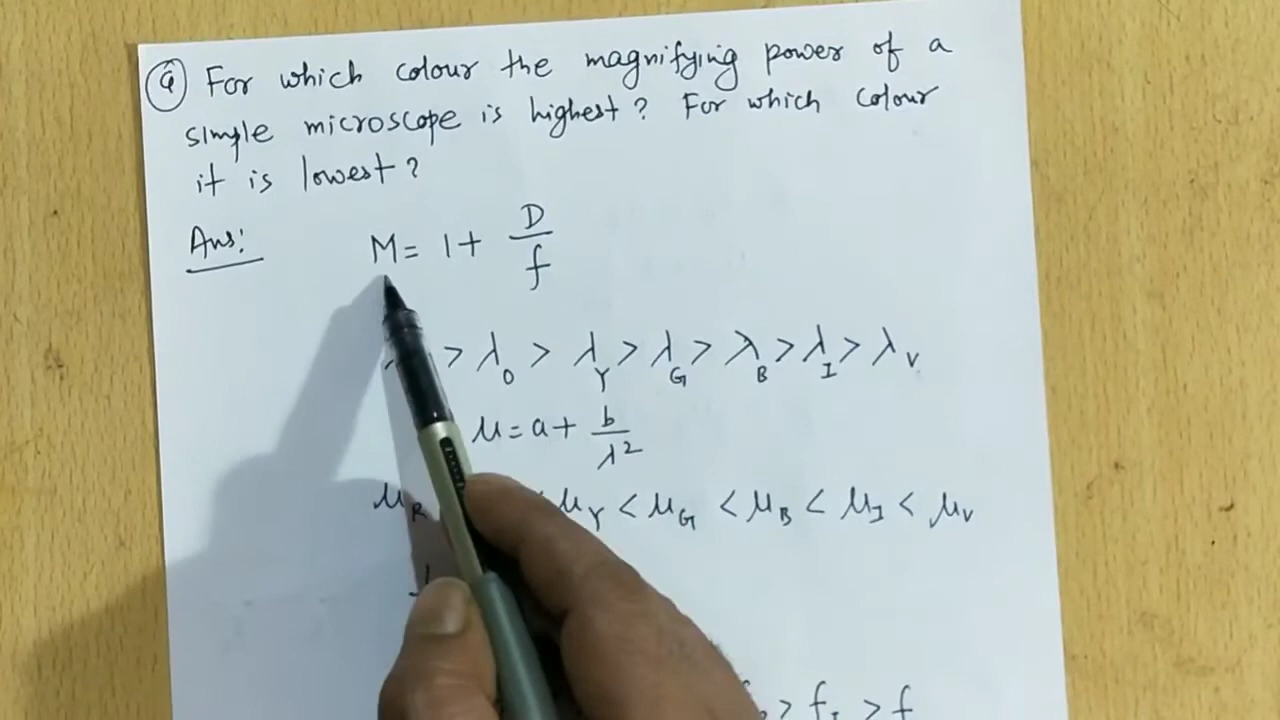 Q For which colour the magnifying power of a
simple microscope is highest? For which colour
it is lowest?
Ans: M = 1 + D/f
> λ_O > λ_Y > λ_G > λ_B > λ_I > λ_V
μ = a + b/λ²
μ_R μ_Y < μ_G < μ_B < μ_I < μ_V
> f_I > f